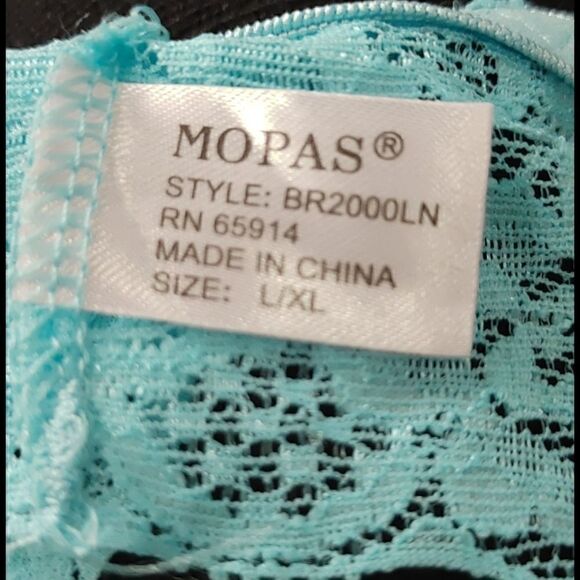 MOPAS®
STYLE: BR2000LN
RN 65914
MADE IN CHINA
SIZE: L/XL